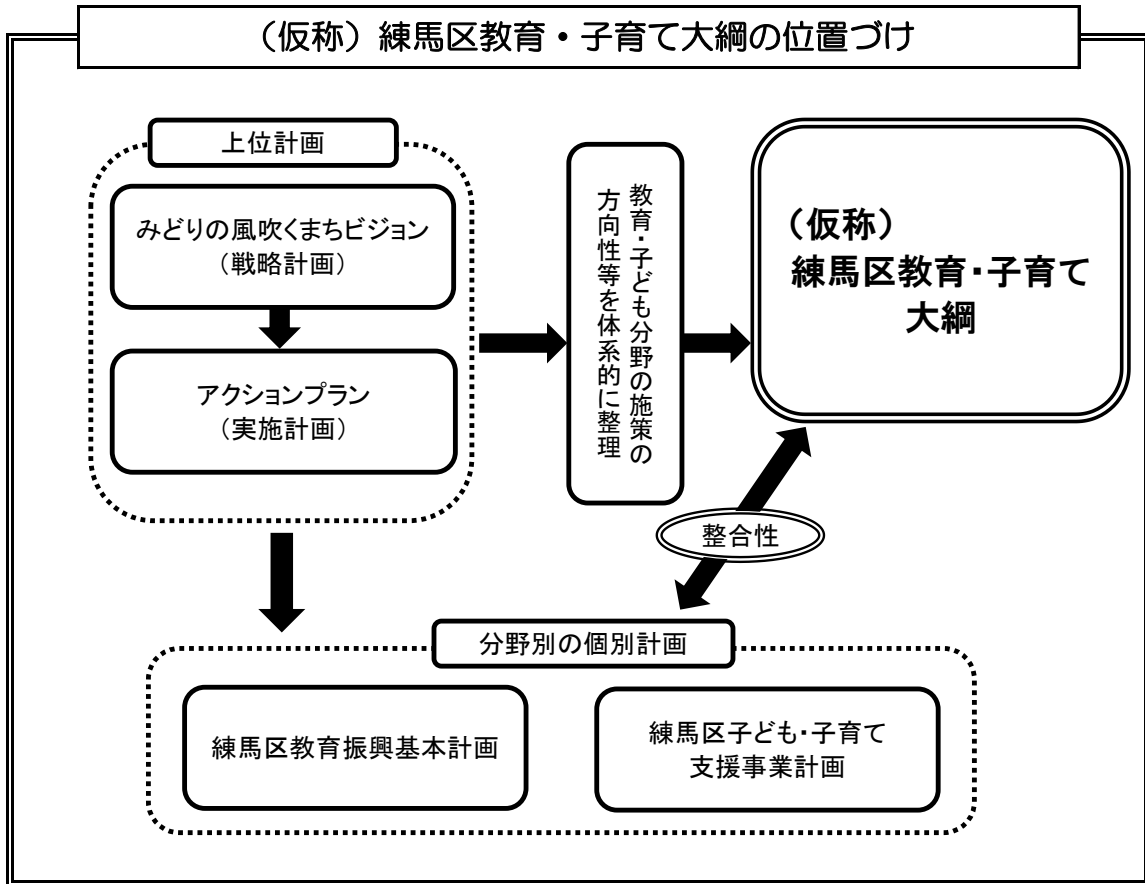 （仮称）練馬区教育・子育て大綱の位置づけ
上位計画
みどりの風吹くまちビジョン
（戦略計画）
アクションプラン
（実施計画）
教育・子ども分野の施策の
方向性等を体系的に整理
（仮称）
練馬区教育・子育て
大綱
整合性
分野別の個別計画
練馬区教育振興基本計画
練馬区子ども・子育て
支援事業計画